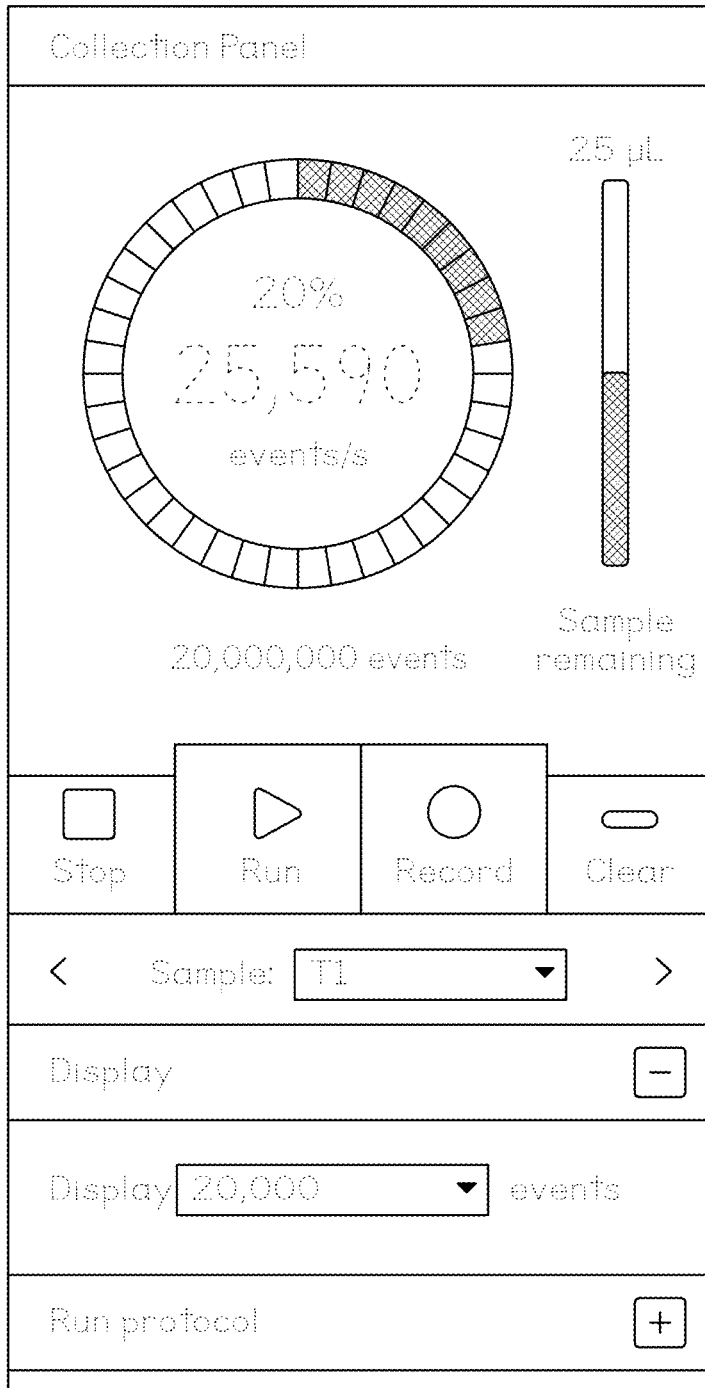 Collection Panel
25 µL
20%
25,590
events/s
20,000,000 events
Sample
remaining
Stop Run Record Clear
< Sample: T1 >
Display −
Display 20,000 events
Run protocol +